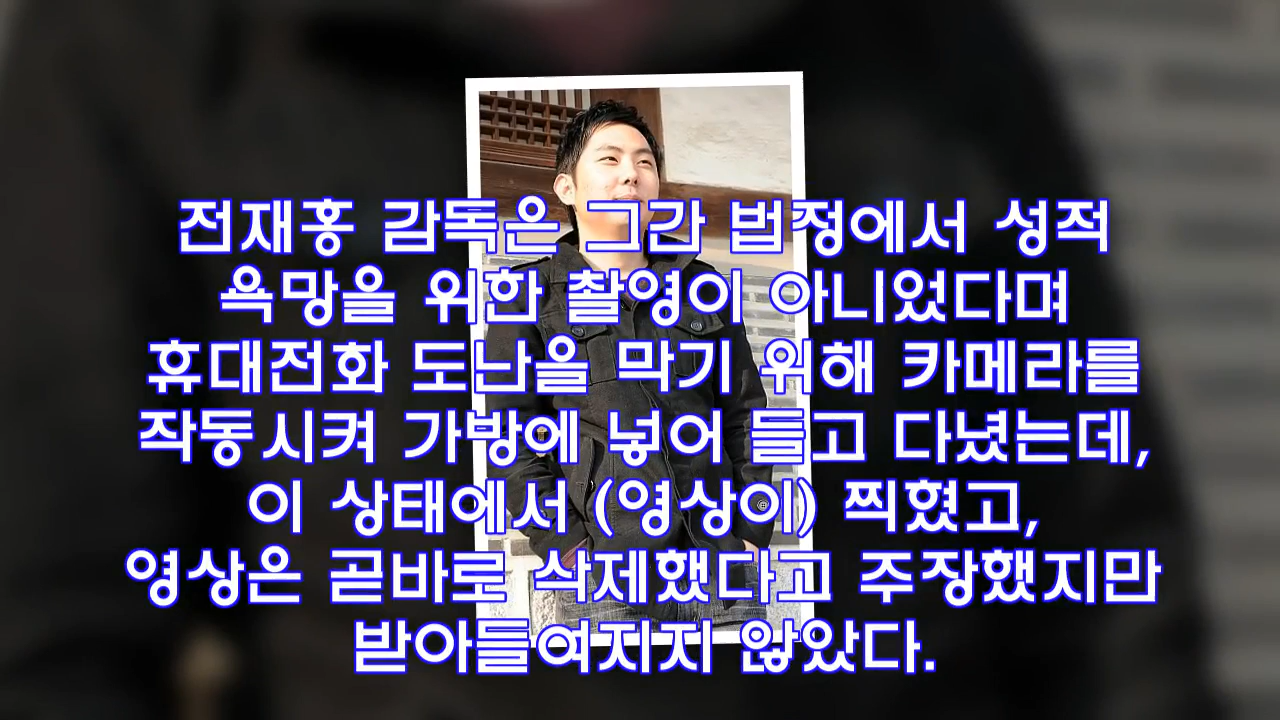 전재홍 감독은 그간 법정에서 성적
욕망을 위한 촬영이 아니었다며
휴대전화 도난을 막기 위해 카메라를
작동시켜 가방에 넣어 들고 다녔는데,
이 상태에서 (영상이) 찍혔고,
영상은 곧바로 삭제했다고 주장했지만
받아들여지지 않았다.